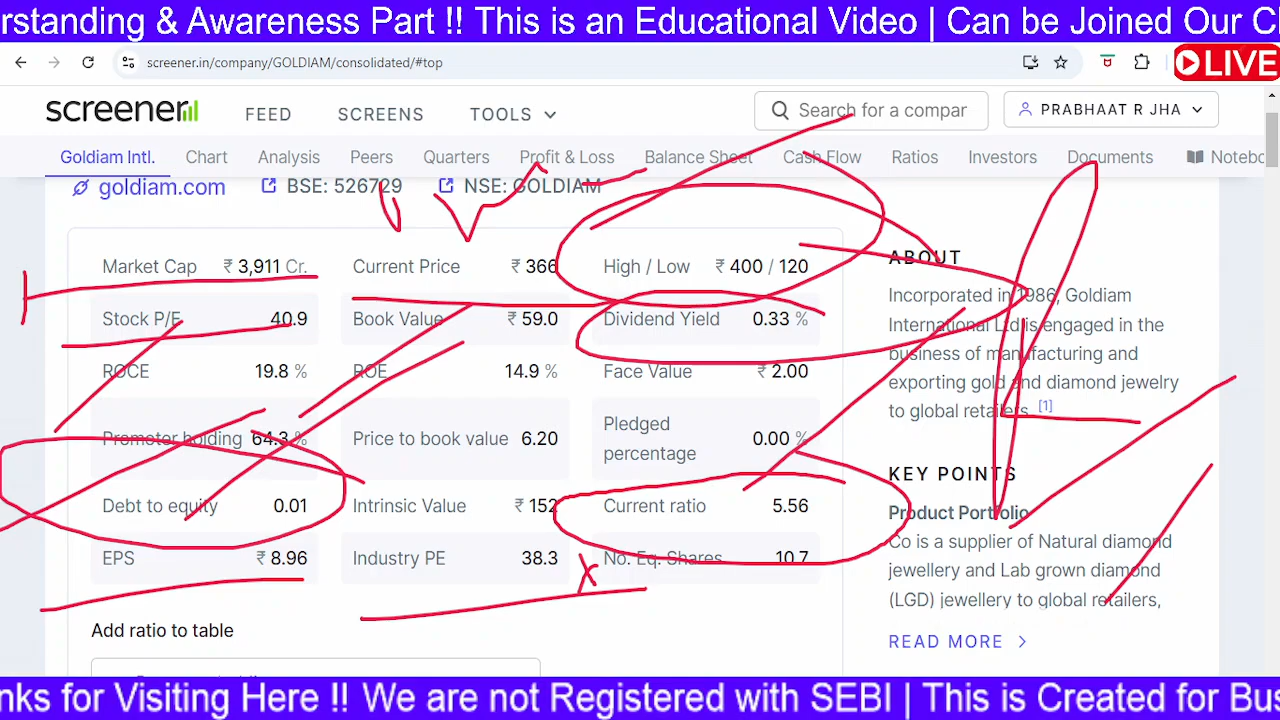 rstanding & Awareness Part !! This is an Educational Video | Can be Joined Our C
screener.in/company/GOLDIAM/consolidated/#top
LIVE
screener FEED SCREENS TOOLS Search for a compar PRABHAAT R JHA
Goldiam Intl. Chart Analysis Peers Quarters Profit & Loss Balance Sheet Cash Flow Ratios Investors Documents Noteb
goldiam.com BSE: 526729 NSE: GOLDIAM
Market Cap ₹ 3,911 Cr. Current Price ₹ 366 High / Low ₹ 400 / 120
Stock P/E 40.9 Book Value ₹ 59.0 Dividend Yield 0.33 %
ROCE 19.8 % ROE 14.9 % Face Value ₹ 2.00
Promoter holding 64.3 % Price to book value 6.20 Pledged percentage 0.00 %
Debt to equity 0.01 Intrinsic Value ₹ 152 Current ratio 5.56
EPS ₹ 8.96 Industry PE 38.3 No. Eq. Shares 10.7
Add ratio to table
ABOUT
Incorporated in 1986, Goldiam
International Ltd is engaged in the
business of manufacturing and
exporting gold and diamond jewelry
to global retailers. [1]
KEY POINTS
Product Portfolio
Co is a supplier of Natural diamond
jewellery and Lab grown diamond
(LGD) jewellery to global retailers,
READ MORE
nks for Visiting Here !! We are not Registered with SEBI | This is Created for Bus